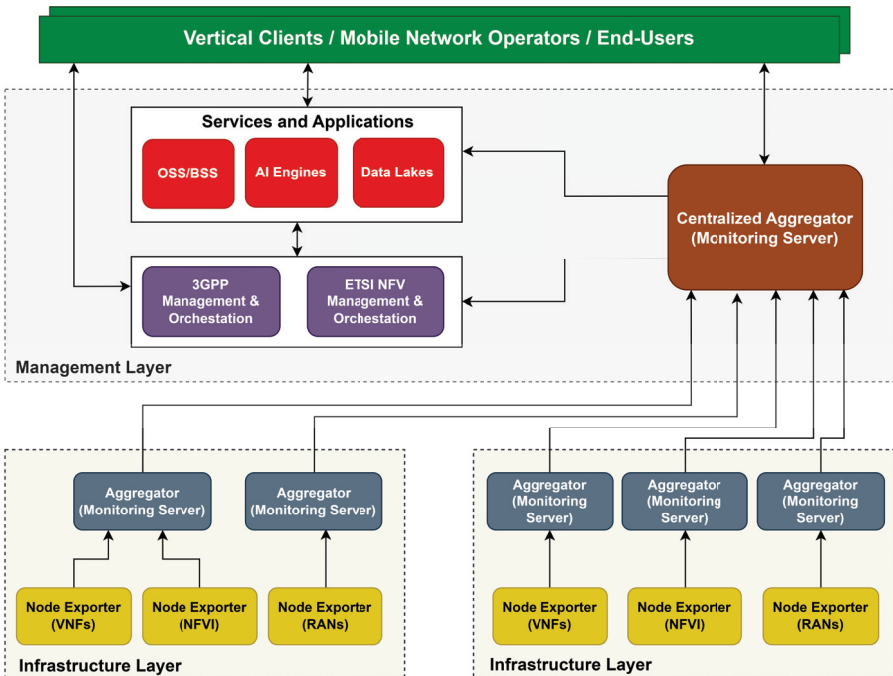 Vertical Clients / Mobile Network Operators / End-Users
Services and Applications
OSS/BSS
AI Engines
Data Lakes
Centralized Aggregator
(Monitoring Server)
3GPP
Management &
Orchestation
ETSI NFV
Management &
Orchestation
Management Layer
Aggregator
(Monitoring Server)
Aggregator
(Monitoring Server)
Node Exporter
(VNFs)
Node Exporter
(NFVI)
Node Exporter
(RANs)
Infrastructure Layer
Aggregator
(Monitoring
Server)
Aggregator
(Monitoring
Server)
Aggregator
(Monitoring
Server)
Node Exporter
(VNFs)
Node Exporter
(NFVI)
Node Exporter
(RANs)
Infrastructure Layer